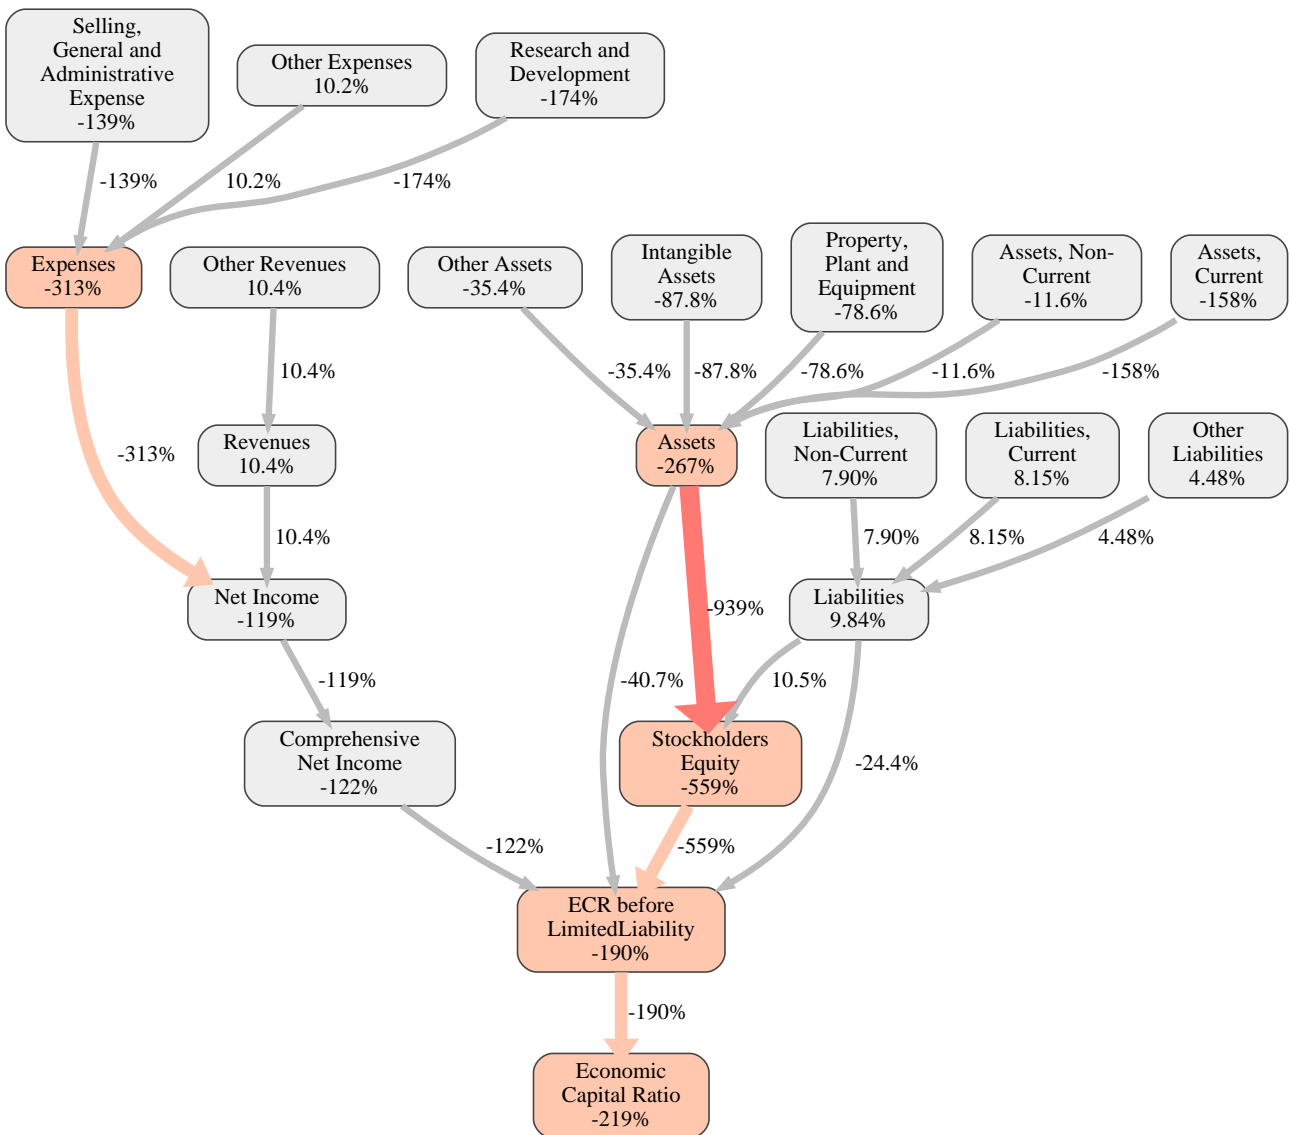 Selling,
General and
Administrative
Expense
-139%
Other Expenses
10.2%
Research and
Development
-174%
-139%
10.2%
-174%
Expenses
-313%
Other Revenues
10.4%
Other Assets
-35.4%
Intangible
Assets
-87.8%
Property,
Plant and
Equipment
-78.6%
Assets, Non-
Current
-11.6%
Assets,
Current
-158%
10.4%
-35.4%
-87.8%
-78.6%
-11.6%
-158%
-313%
Revenues
10.4%
Assets
-267%
Liabilities,
Non-Current
7.90%
Liabilities,
Current
8.15%
Other
Liabilities
4.48%
10.4%
7.90%
8.15%
4.48%
Net Income
-119%
-939%
Liabilities
9.84%
-119%
-40.7%
10.5%
Comprehensive
Net Income
-122%
Stockholders
Equity
-559%
-24.4%
-122%
-559%
ECR before
LimitedLiability
-190%
-190%
Economic
Capital Ratio
-219%